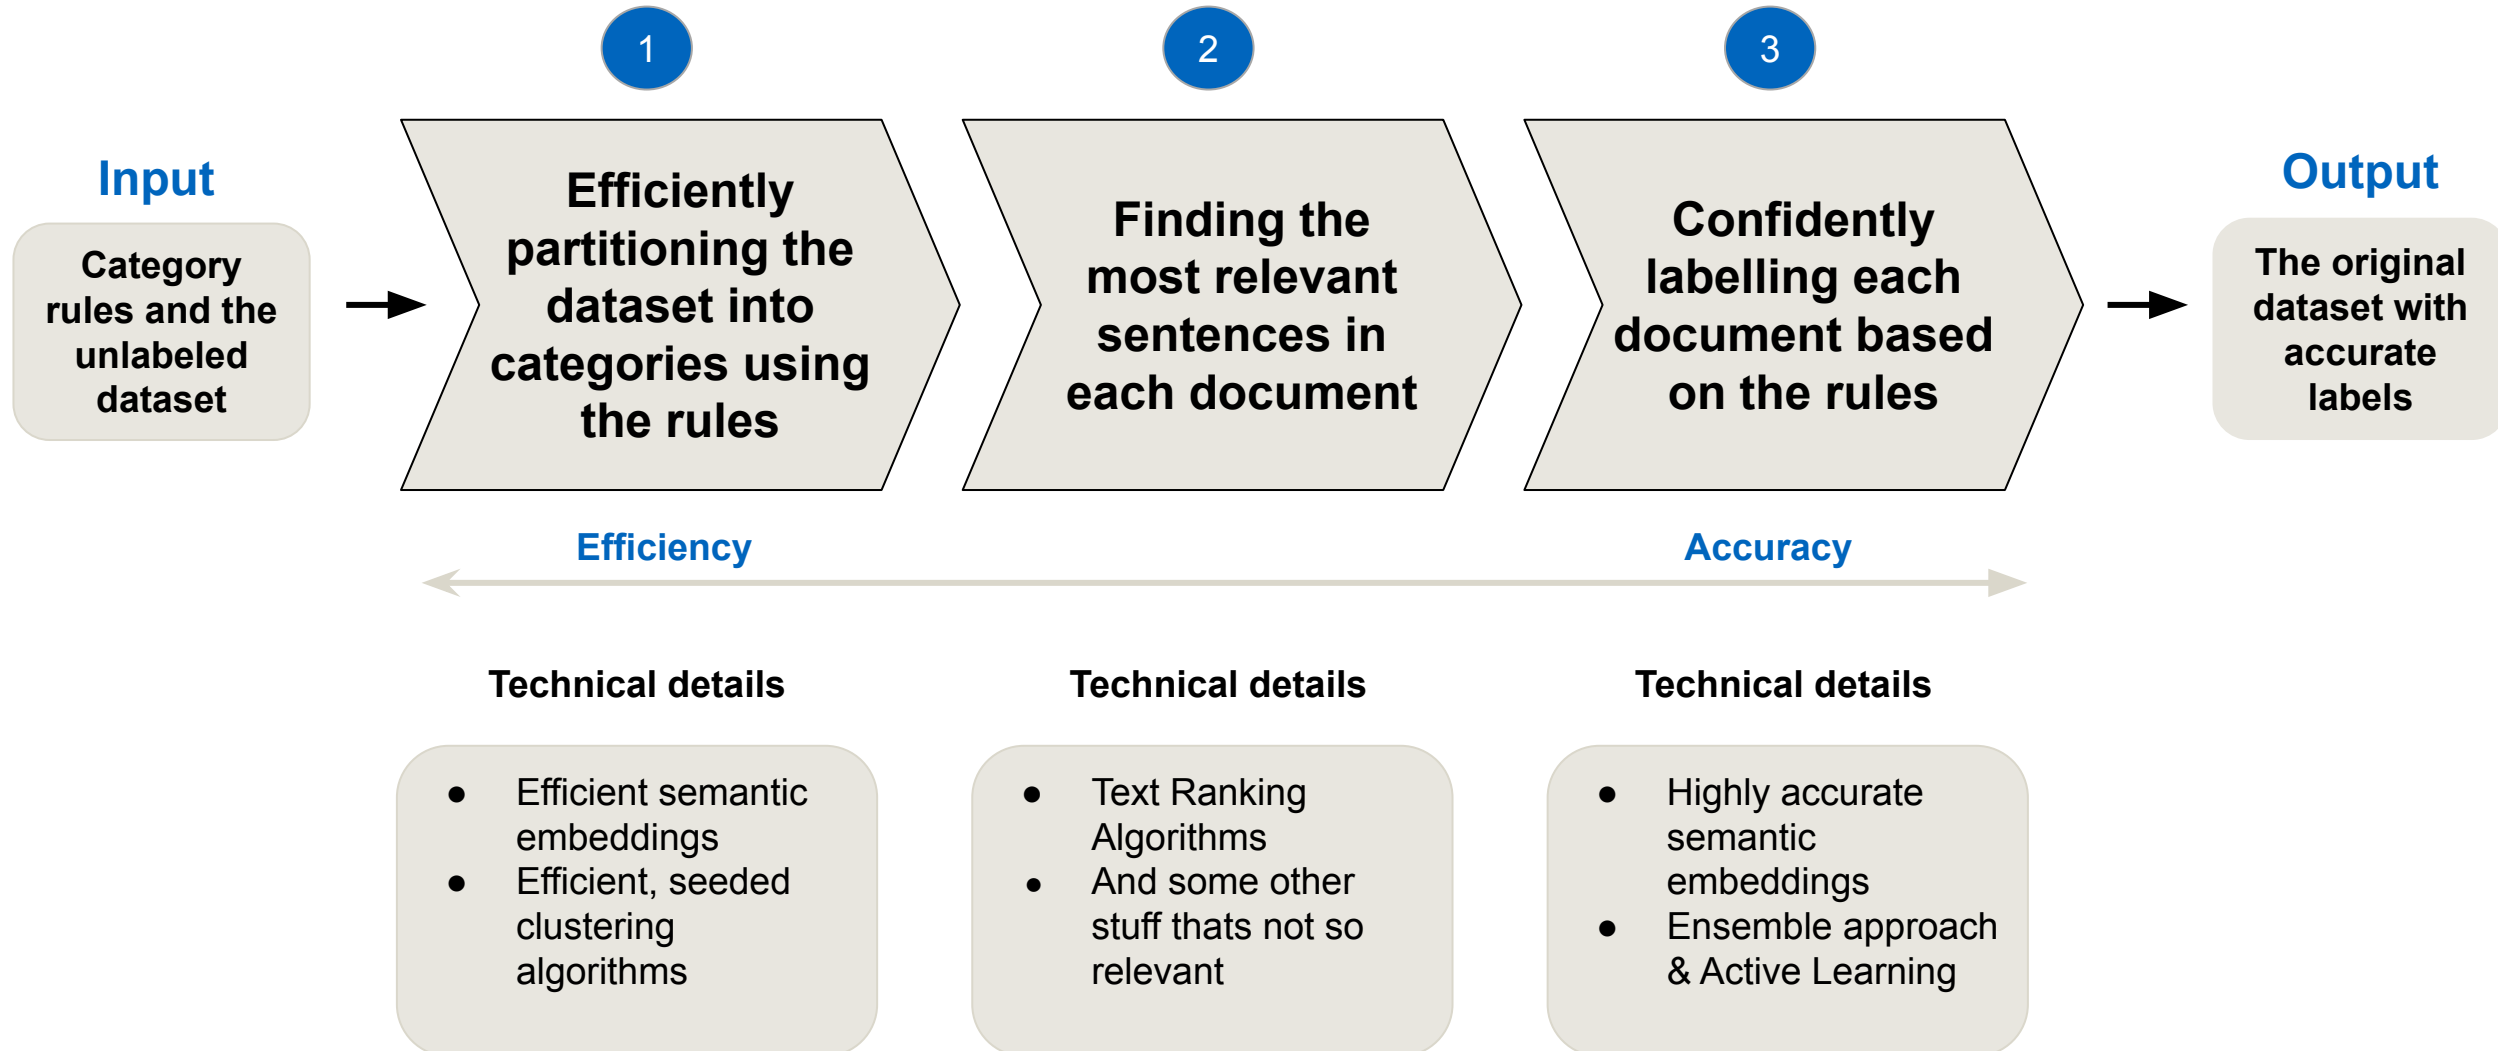 1
2
3
Input
Category
rules and the
unlabeled
dataset
Efficiently
partitioning the
dataset into
categories using
the rules
Finding the
most relevant
sentences in
each document
Confidently
labelling each
document based
on the rules
Output
The original
dataset with
accurate
labels
Efficiency
Accuracy
Technical details
● Efficient semantic
embeddings
● Efficient, seeded
clustering
algorithms
Technical details
● Text Ranking
Algorithms
● And some other
stuff thats not so
relevant
Technical details
● Highly accurate
semantic
embeddings
● Ensemble approach
& Active Learning